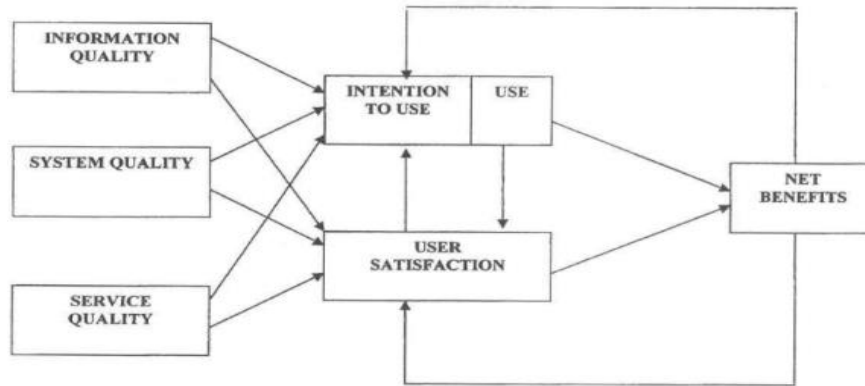 INFORMATION
QUALITY
INTENTION
TO USE
USE
SYSTEM QUALITY
NET
BENEFITS
USER
SATISFACTION
SERVICE
QUALITY